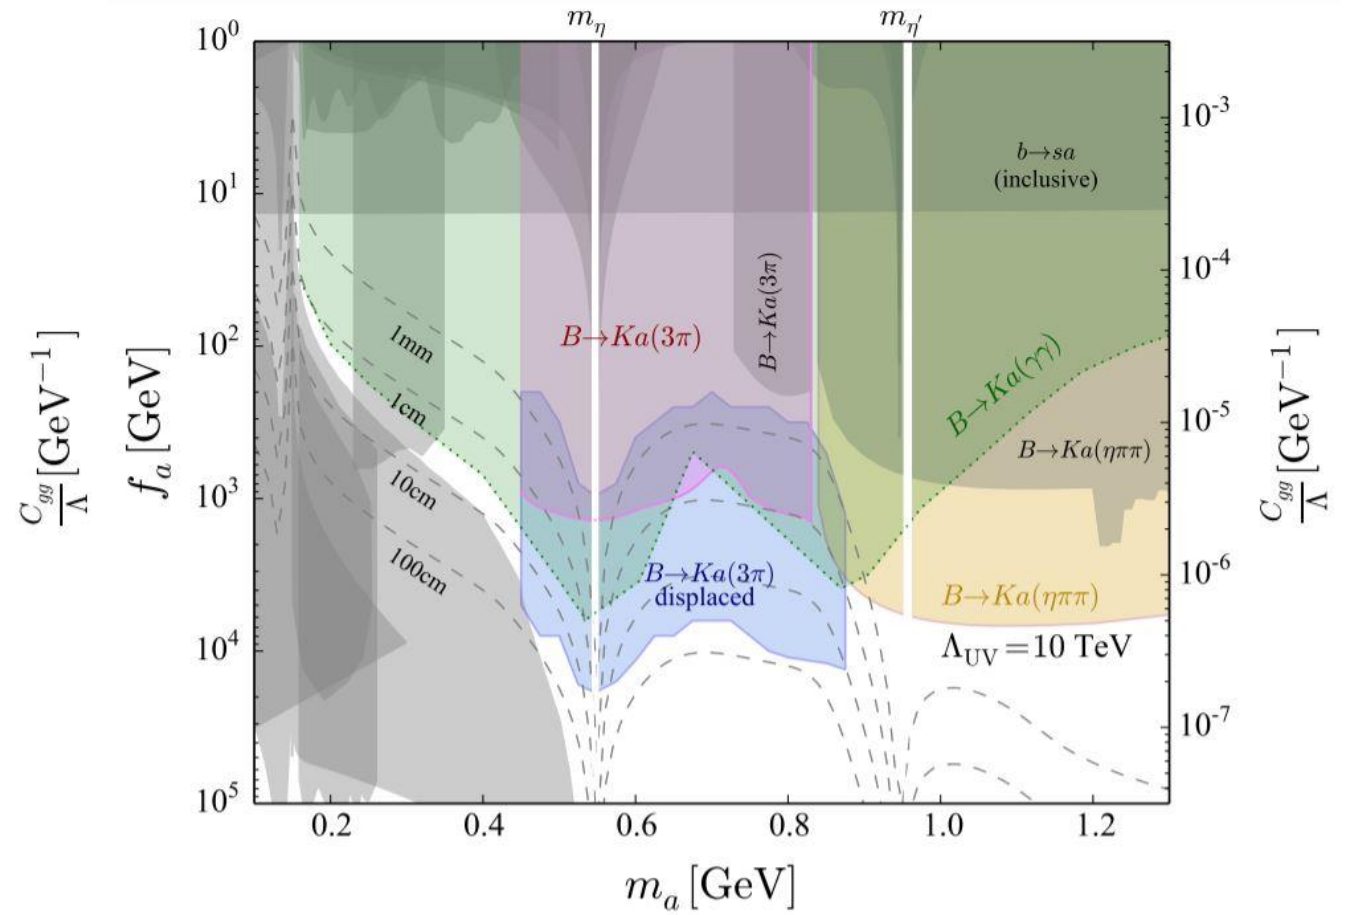 m_η m_η′
10^0
10^1
10^2
10^3
10^4
10^5
10^-3
10^-4
10^-5
10^-6
10^-7
C_gg/Λ [GeV^-1]
f_a [GeV]
C_gg/Λ [GeV^-1]
b→sa
(inclusive)
B→Ka(3π)
B→Ka(3π)
1mm
1cm
10cm
100cm
B→Ka(γγ)
B→Ka(ηππ)
B→Ka(3π)
displaced
B→Ka(ηππ)
Λ_UV = 10 TeV
0.2 0.4 0.6 0.8 1.0 1.2
m_a [GeV]